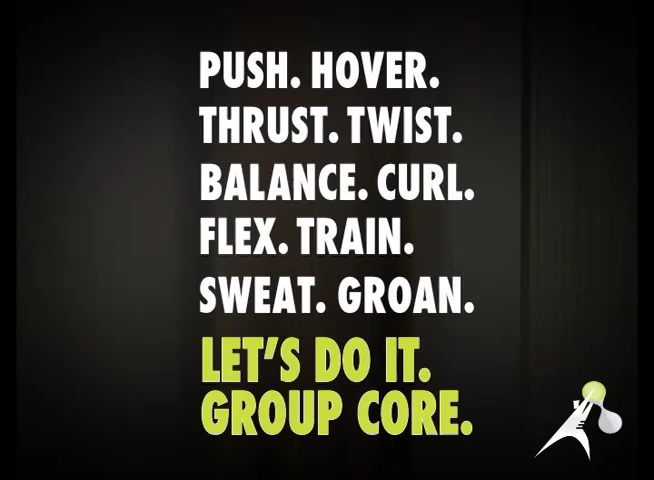 PUSH. HOVER.
THRUST. TWIST.
BALANCE. CURL.
FLEX. TRAIN.
SWEAT. GROAN.
LET'S DO IT.
GROUP CORE.